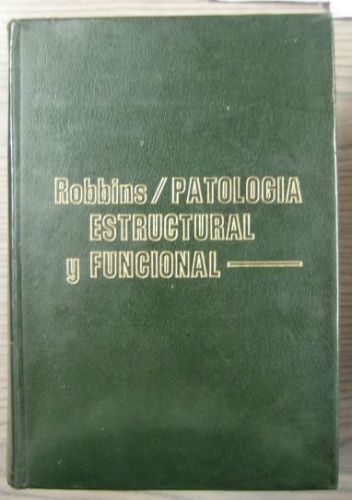 Robbins/PATOLOGIA
ESTRUCTURAL
y FUNCIONAL